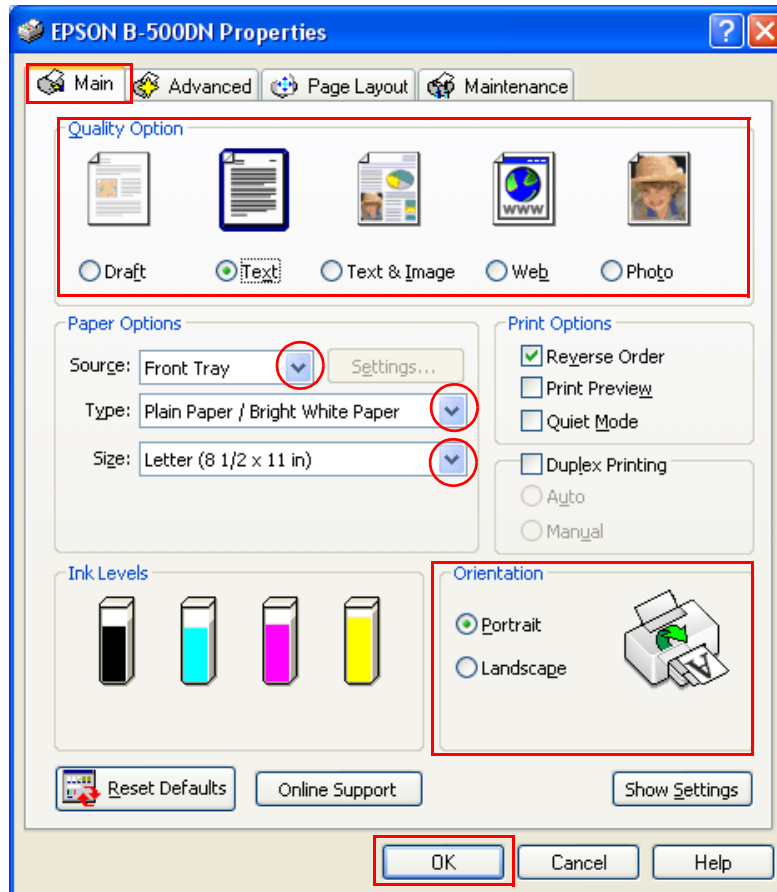 EPSON B-500DN Properties
Main Advanced Page Layout Maintenance
Quality Option
WWW
Draft Text Text & Image Web Photo
Paper Options
Source: Front Tray Settings...
Type: Plain Paper / Bright White Paper
Size: Letter (8 1/2 x 11 in)
Print Options
Reverse Order
Print Preview
Quiet Mode
Duplex Printing
Auto
Manual
Ink Levels
Orientation
Portrait
Landscape
A
Reset Defaults Online Support Show Settings
OK Cancel Help